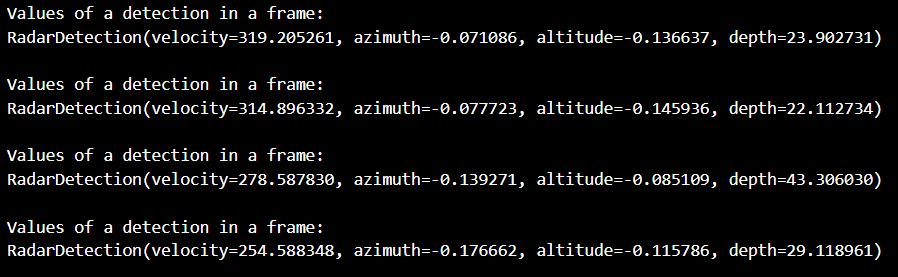 Values of a detection in a frame:
RadarDetection(velocity=319.205261, azimuth=-0.071086, altitude=-0.136637, depth=23.902731)
Values of a detection in a frame:
RadarDetection(velocity=314.896332, azimuth=-0.077723, altitude=-0.145936, depth=22.112734)
Values of a detection in a frame:
RadarDetection(velocity=278.587830, azimuth=-0.139271, altitude=-0.085109, depth=43.306030)
Values of a detection in a frame:
RadarDetection(velocity=254.588348, azimuth=-0.176662, altitude=-0.115786, depth=29.118961)